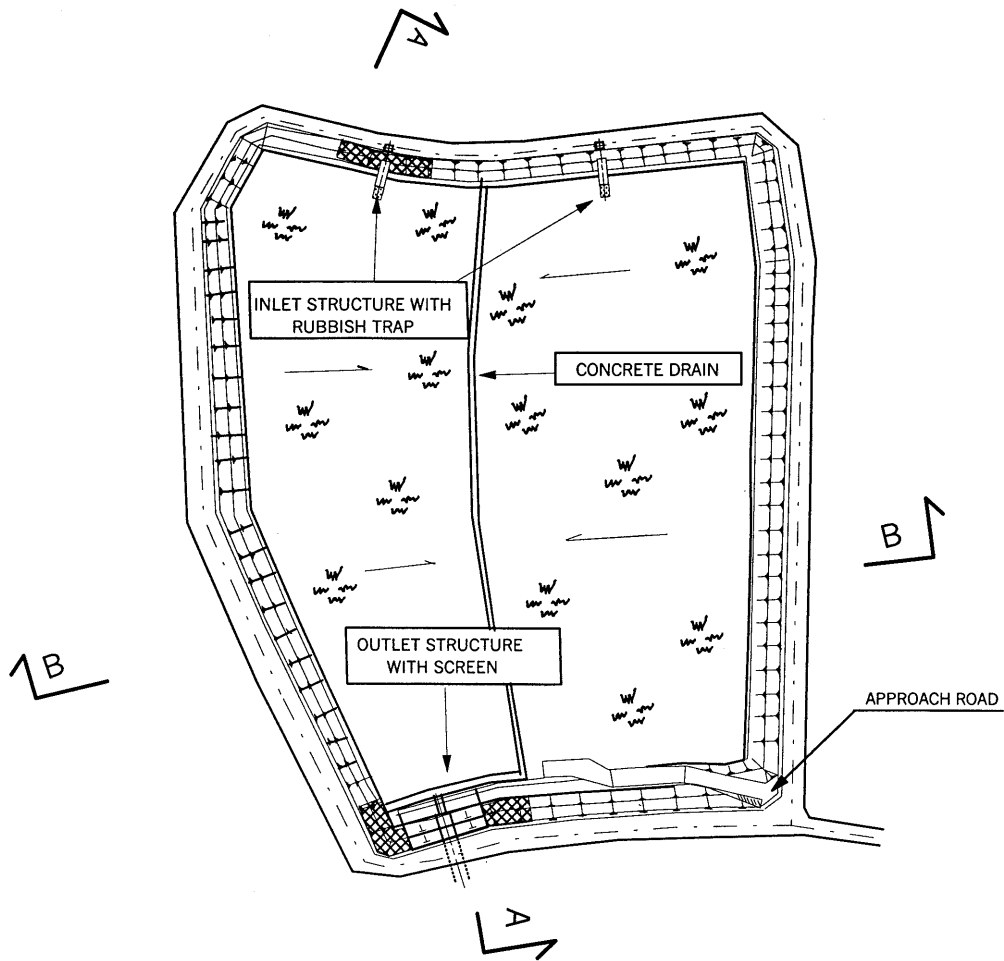 A
INLET STRUCTURE WITH
RUBBISH TRAP
CONCRETE DRAIN
B
OUTLET STRUCTURE
WITH SCREEN
B
APPROACH ROAD
A